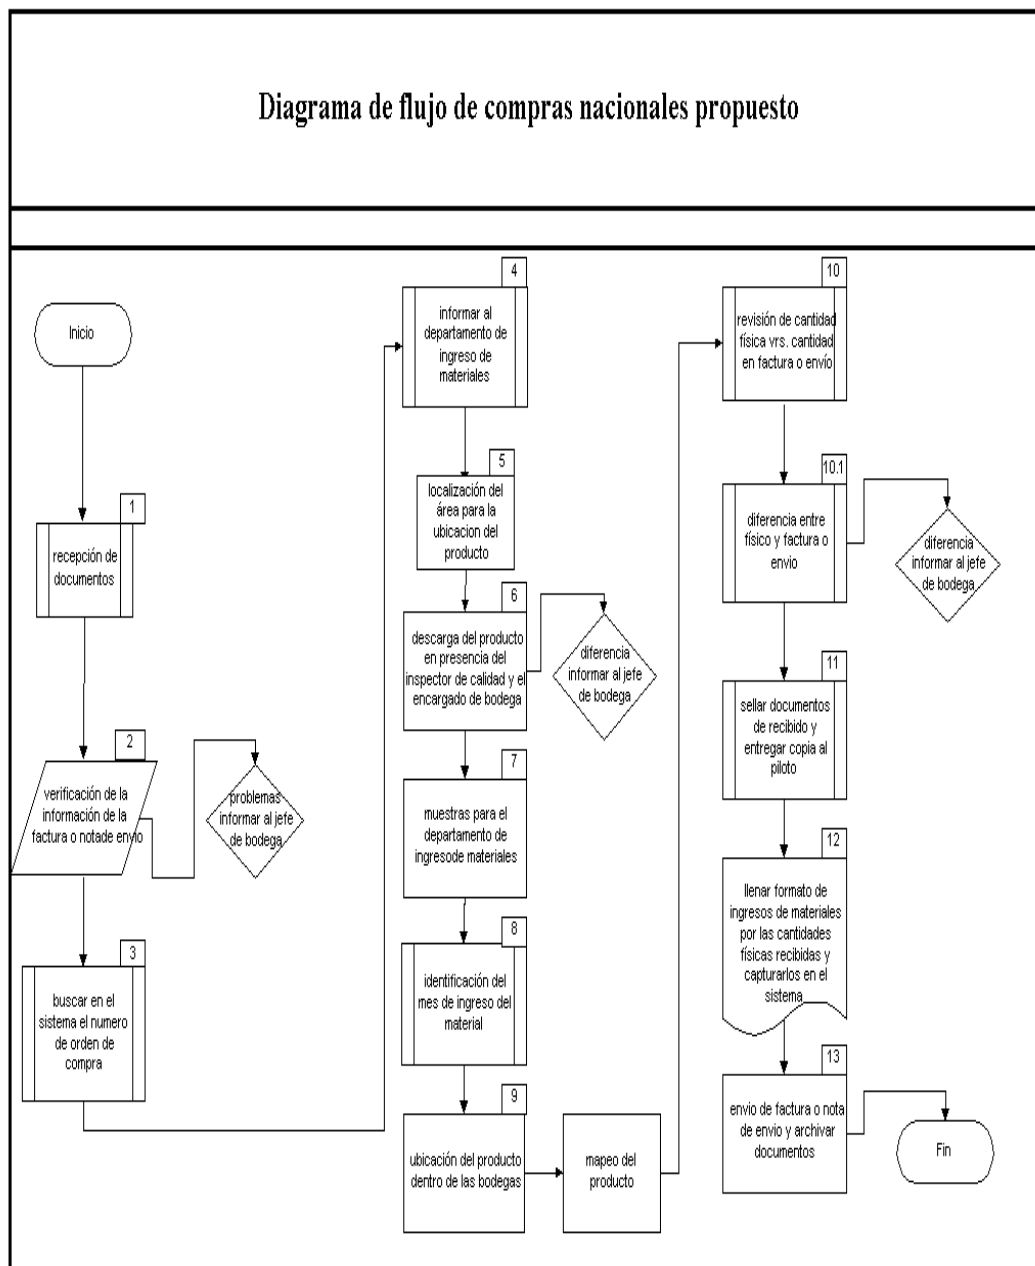 Diagrama de flujo de compras nacionales propuesto
Inicio
1
recepción de
documentos
2
verificación de la
información de la
factura o notade envio
problemas
informar al jefe
de bodega
3
buscar en el
sistema el numero
de orden de
compra
4
informar al
departamento de
ingreso de
materiales
5
localización del
área para la
ubicacion del
producto
6
descarga del producto
en presencia del
inspector de calidad y el
encargado de bodega
diferencia
informar al jefe
de bodega
7
muestras para el
departamento de
ingresode materiales
8
identificación del
mes de ingreso del
material
9
ubicación del producto
dentro de las bodegas
mapeo del
producto
10
revisión de cantidad
física vrs. cantidad
en factura o envío
10.1
diferencia entre
físico y factura o
envio
diferencia
informar al jefe
de bodega
11
sellar documentos
de recibido y
entregar copia al
piloto
12
llenar formato de
ingresos de materiales
por las cantidades
físicas recibidas y
capturarlos en el
sistema
13
envio de factura o nota
de envio y archivar
documentos
Fin